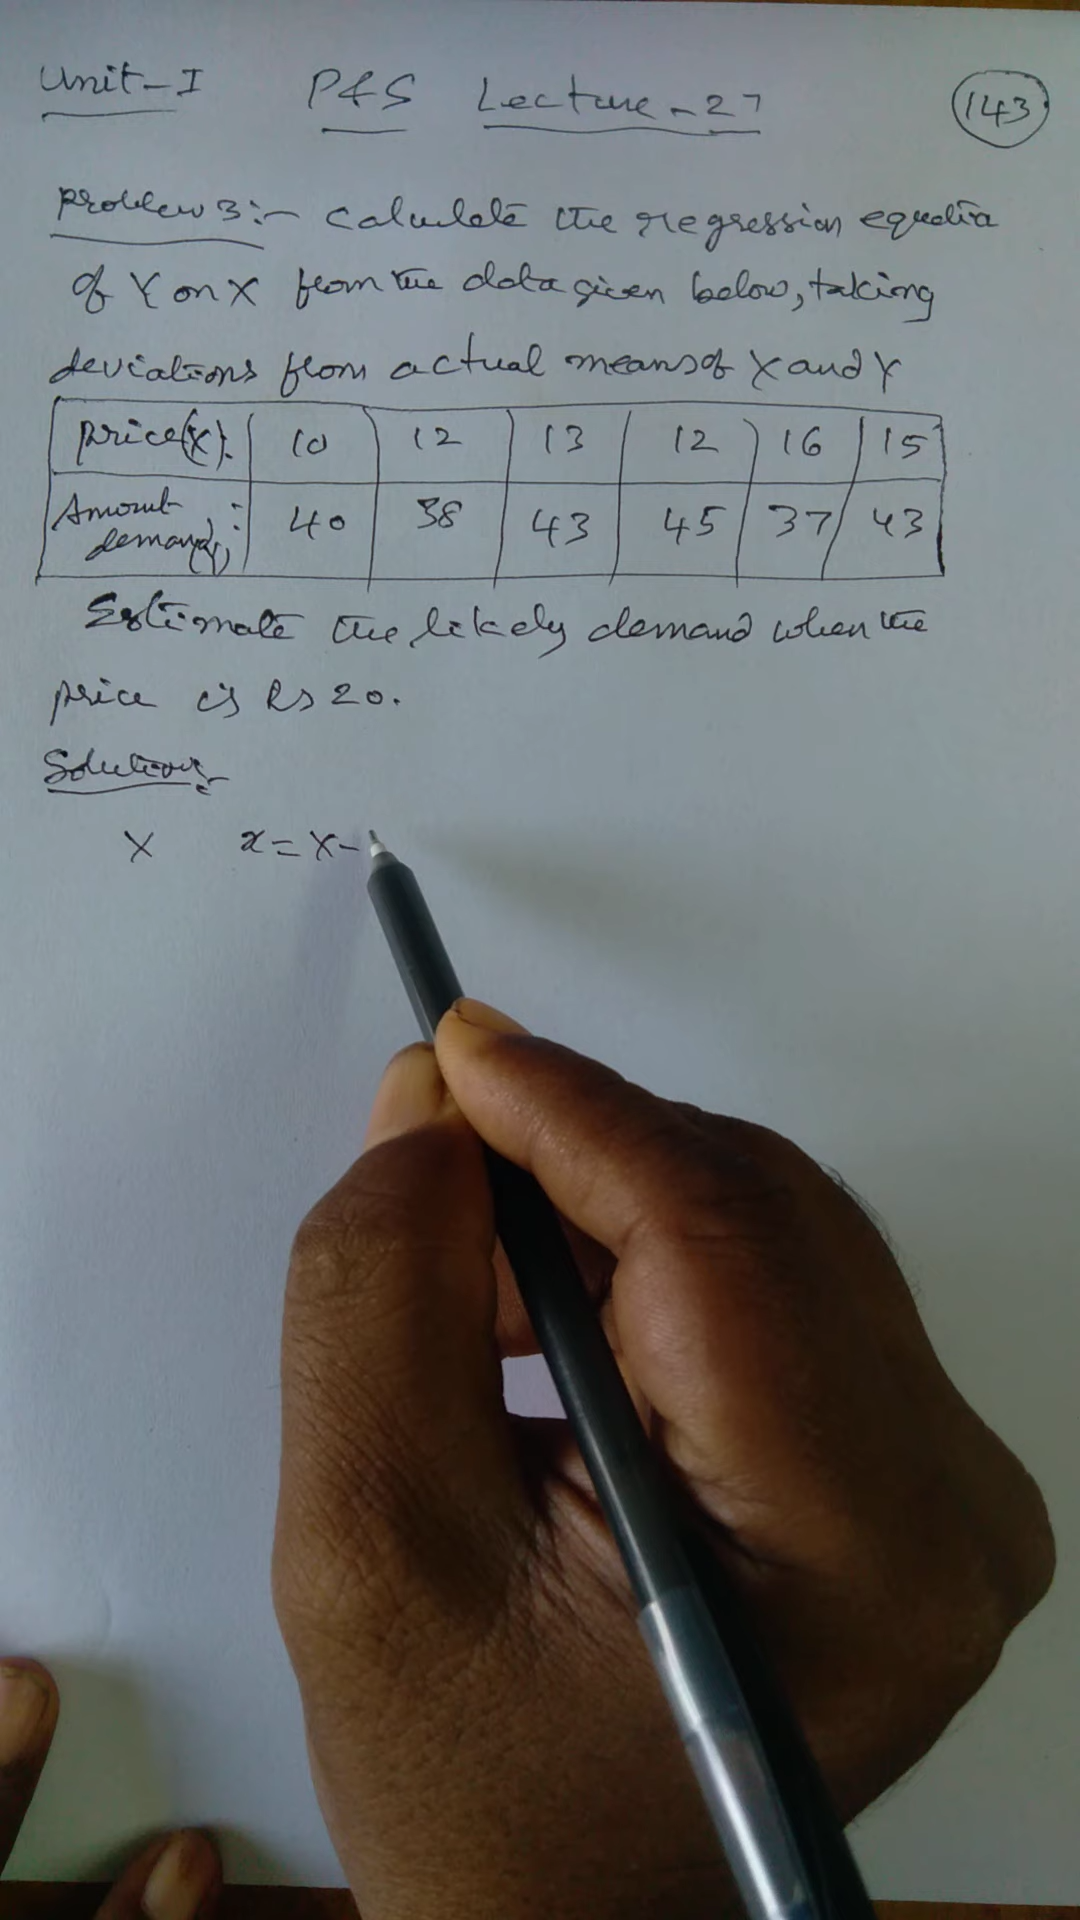 Unit-I P&S Lecture-27 143
Problem 3:- Calculate the regression equation
of Y on X from the data given below, taking
deviations from actual means of X and Y
Price(X): 10 12 13 12 16 15
Amount demand(Y): 40 38 43 45 37 43
Estimate the likely demand when the
price is Rs 20.
Solution:-
X x=X-